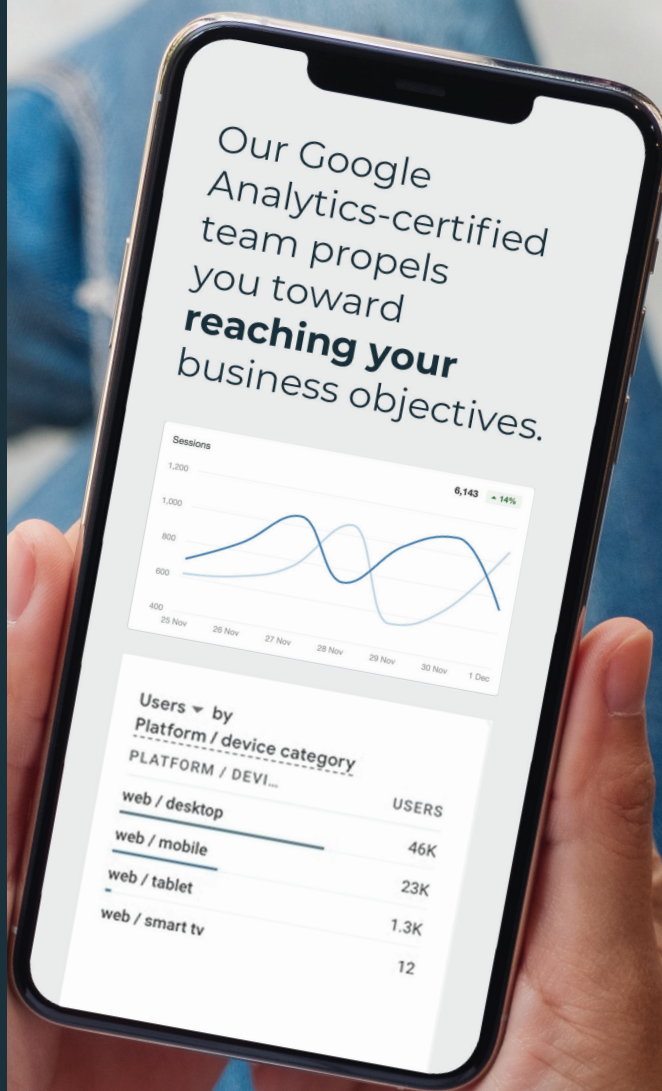 Our Google
Analytics-certified
team propels
you toward
reaching your
business objectives.
Sessions
6,143 14%
1,200
1,000
800
600
400
25 Nov 26 Nov 27 Nov 28 Nov 29 Nov 30 Nov 1 Dec
Users by
Platform / device category
PLATFORM / DEVI... USERS
web / desktop 46K
web / mobile 23K
web / tablet 1.3K
web / smart tv 12